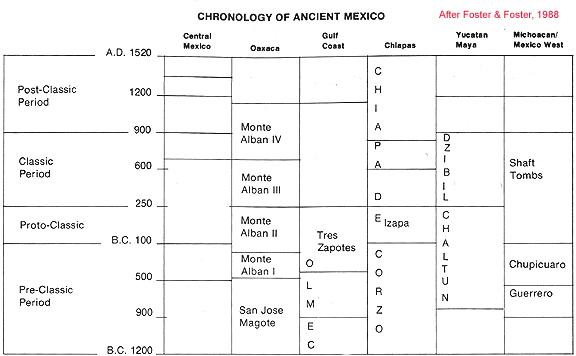 CHRONOLOGY OF ANCIENT MEXICO
After Foster & Foster, 1988
Central Mexico
Oaxaca
Gulf Coast
Chiapas
Yucatan Maya
Michoacan/ Mexico West
A.D. 1520
Post-Classic Period
1200
900
Classic Period
600
250
Proto-Classic
B.C. 100
Pre-Classic Period
500
900
B.C. 1200
Monte Alban IV
Monte Alban III
Monte Alban II
Monte Alban I
San Jose Magote
Tres Zapotes
O L M E C
C H I A P A D E C O R Z O
Izapa
D Z I B I L C H A L T U N
Shaft Tombs
Chupicuaro
Guerrero